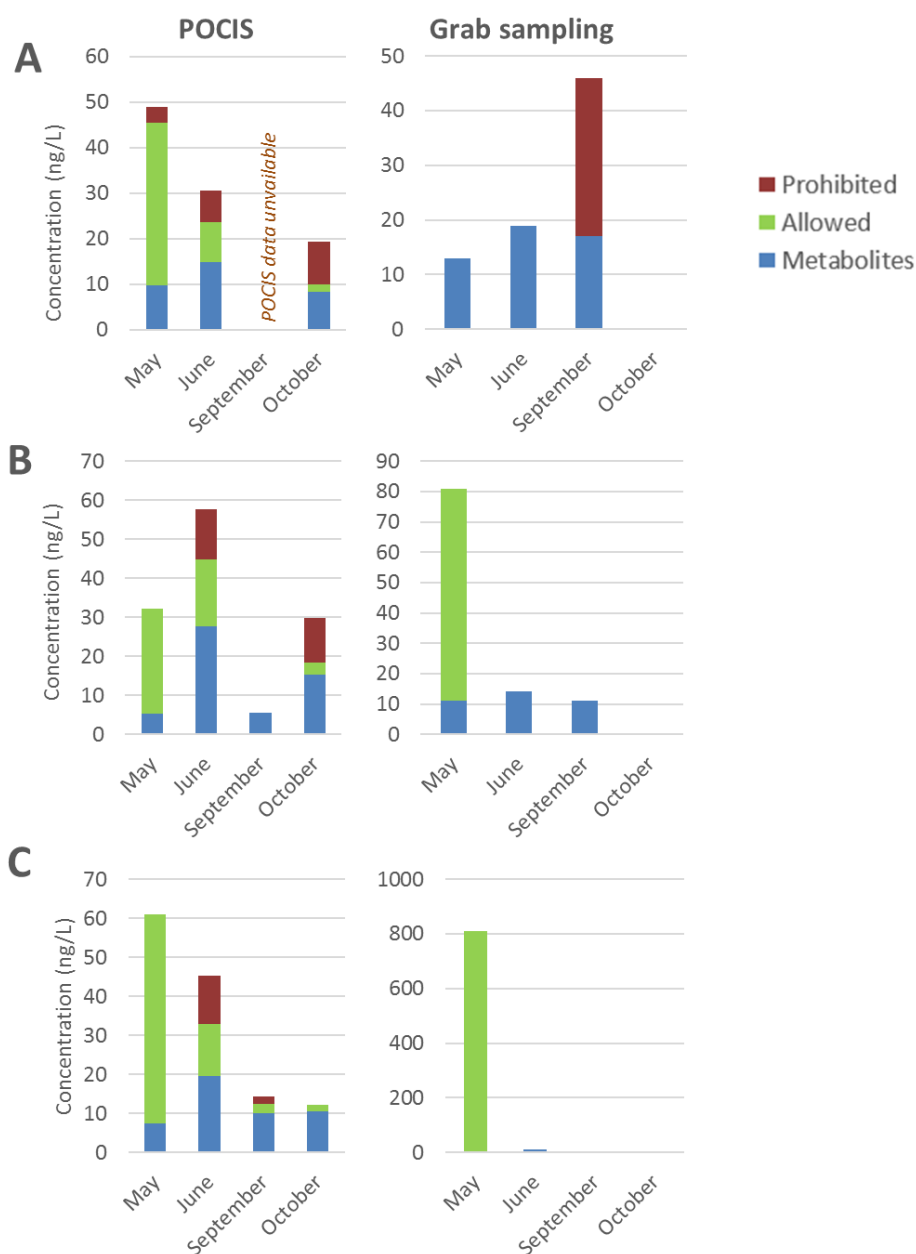 POCIS
Grab sampling
A
Concentration (ng/L)
60
50
40
30
20
10
0
POCIS data unvailable
May
June
September
October
50
40
30
20
10
0
May
June
September
October
Prohibited
Allowed
Metabolites
B
Concentration (ng/L)
70
60
50
40
30
20
10
0
May
June
September
October
90
80
70
60
50
40
30
20
10
0
May
June
September
October
C
Concentration (ng/L)
70
60
50
40
30
20
10
0
May
June
September
October
1000
800
600
400
200
0
May
June
September
October